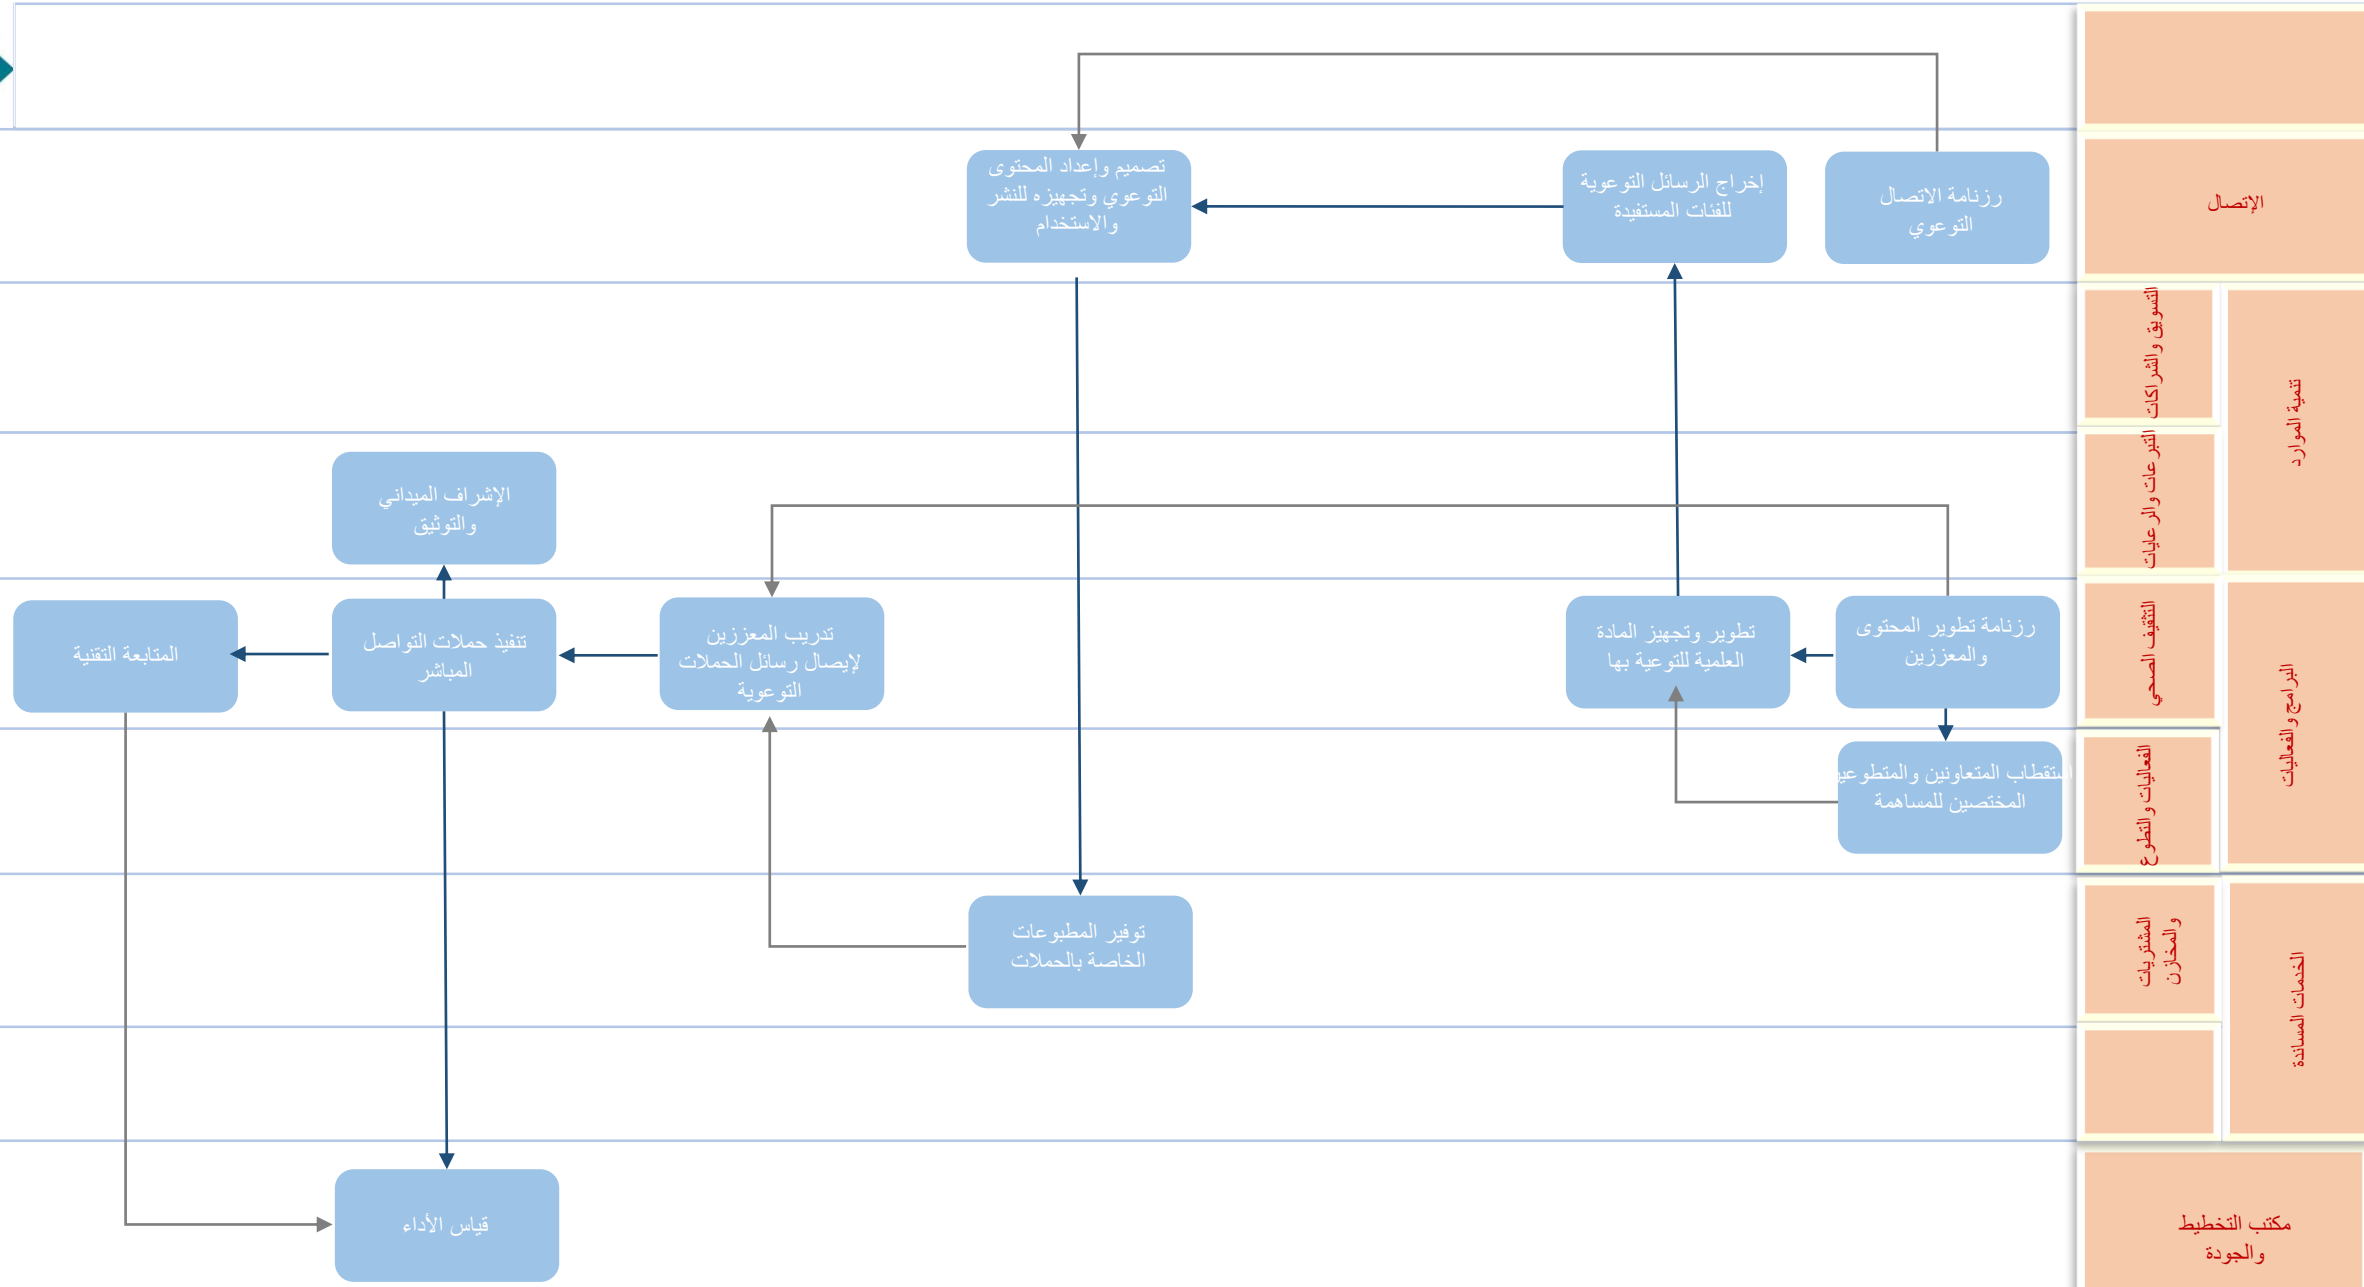 رزنامة الاتصال
التوعوي
إخراج الرسائل التوعوية
للفئات المستفيدة
تصميم وإعداد المحتوى
التوعوي وتجهيزه للنشر
والاستخدام
الإتصال
التسويق والشراكات
تنمية الموارد
التبرعات والرعايات
الإشراف الميداني
والتوثيق
التثقيف الصحي
البرامج والفعاليات
رزنامة تطوير المحتوى
والمعززين
تطوير وتجهيز المادة
العلمية للتوعية بها
تدريب المعززين
لإيصال رسائل الحملات
التوعوية
تنفيذ حملات التواصل
المباشر
المتابعة التقنية
الفعاليات والتطوع
ستقطاب المتعاونين والمتطوعير
المختصين للمساهمة
المشتريات
والمخازن
الخدمات المساندة
توفير المطبوعات
الخاصة بالحملات
مكتب التخطيط
والجودة
قياس الأداء